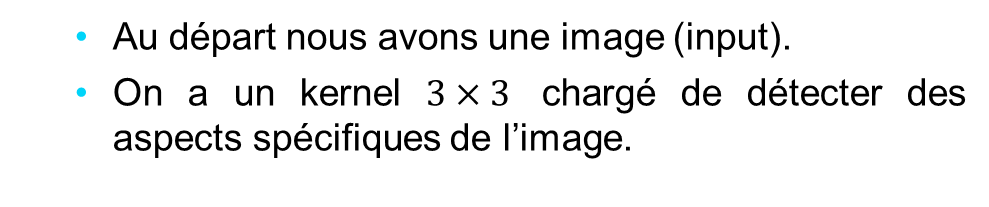 • Au départ nous avons une image (input).
• On a un kernel 3 × 3 chargé de détecter des
aspects spécifiques de l’image.